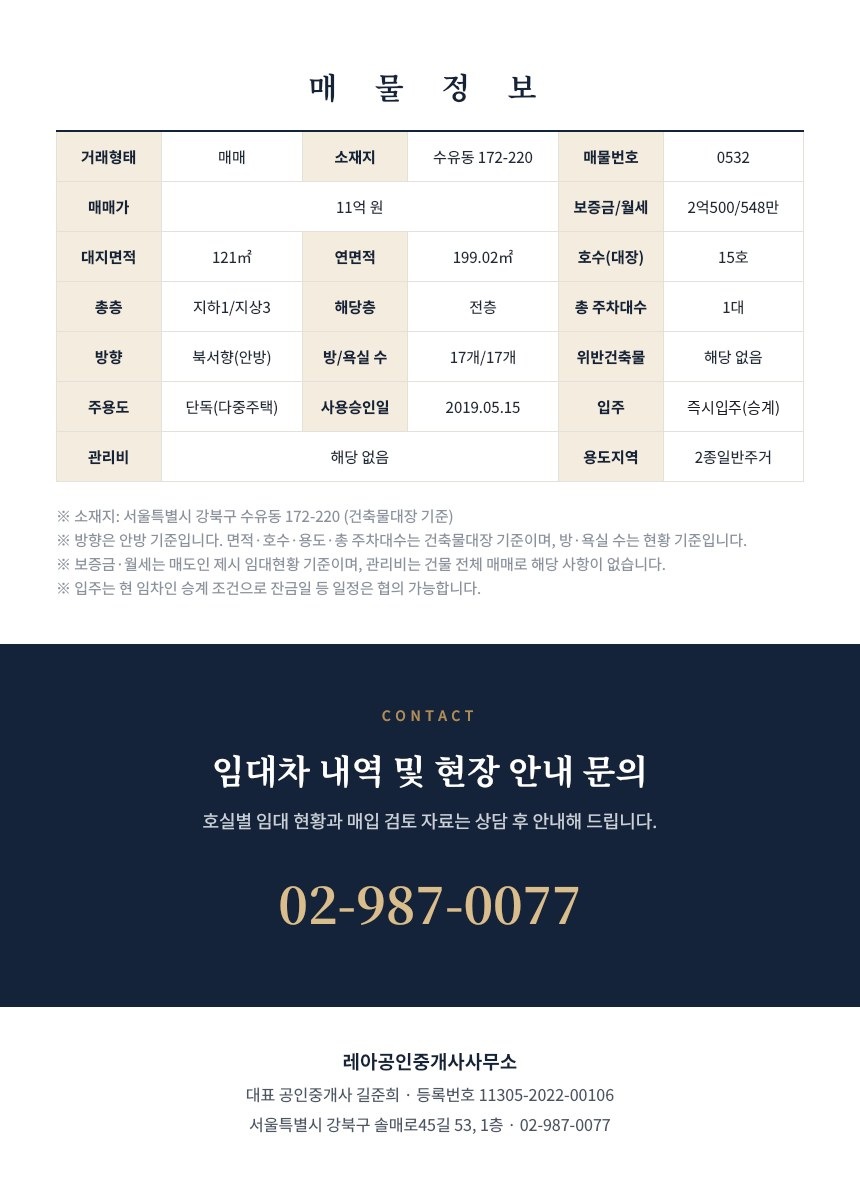 매 물 정 보
거래형태 매매 소재지 수유동 172-220 매물번호 0532
매매가 11억 원 보증금/월세 2억500/548만
대지면적 121㎡ 연면적 199.02㎡ 호수(대장) 15호
총층 지하1/지상3 해당층 전층 총 주차대수 1대
방향 북서향(안방) 방/욕실 수 17개/17개 위반건축물 해당 없음
주용도 단독(다중주택) 사용승인일 2019.05.15 입주 즉시입주(승계)
관리비 해당 없음 용도지역 2종일반주거
※ 소재지: 서울특별시 강북구 수유동 172-220 (건축물대장 기준)
※ 방향은 안방 기준입니다. 면적·호수·용도·총 주차대수는 건축물대장 기준이며, 방·욕실 수는 현황 기준입니다.
※ 보증금·월세는 매도인 제시 임대현황 기준이며, 관리비는 건물 전체 매매로 해당 사항이 없습니다.
※ 입주는 현 임차인 승계 조건으로 잔금일 등 일정은 협의 가능합니다.
CONTACT
임대차 내역 및 현장 안내 문의
호실별 임대 현황과 매입 검토 자료는 상담 후 안내해 드립니다.
02-987-0077
레아공인중개사사무소
대표 공인중개사 길준희 · 등록번호 11305-2022-00106
서울특별시 강북구 솔매로45길 53, 1층 · 02-987-0077